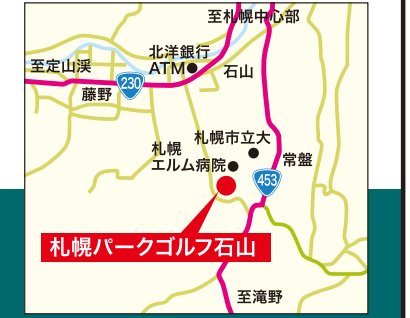 至札幌中心部
北洋銀行
ATM
至定山渓
石山
230
藤野
札幌市立大
札幌
エルム病院
常盤
453
札幌パークゴルフ石山
至滝野